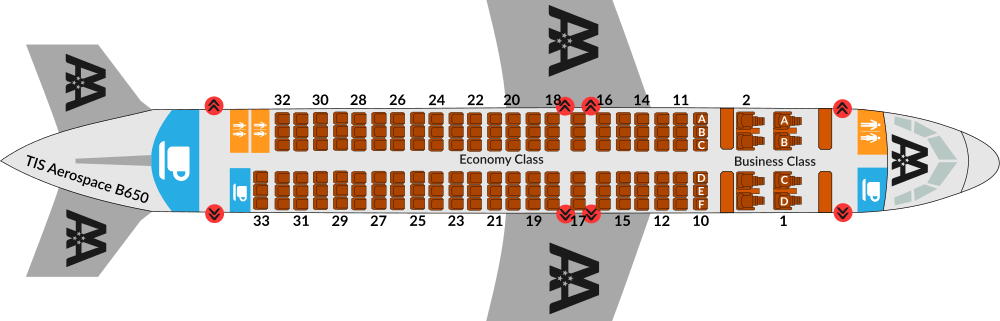 32 30 28 26 24 22 20 18 16 14 11 2
A A
B B
C
Economy Class Business Class
TIS Aerospace B650
D C
E
F D
33 31 29 27 25 23 21 19 17 15 12 10 1